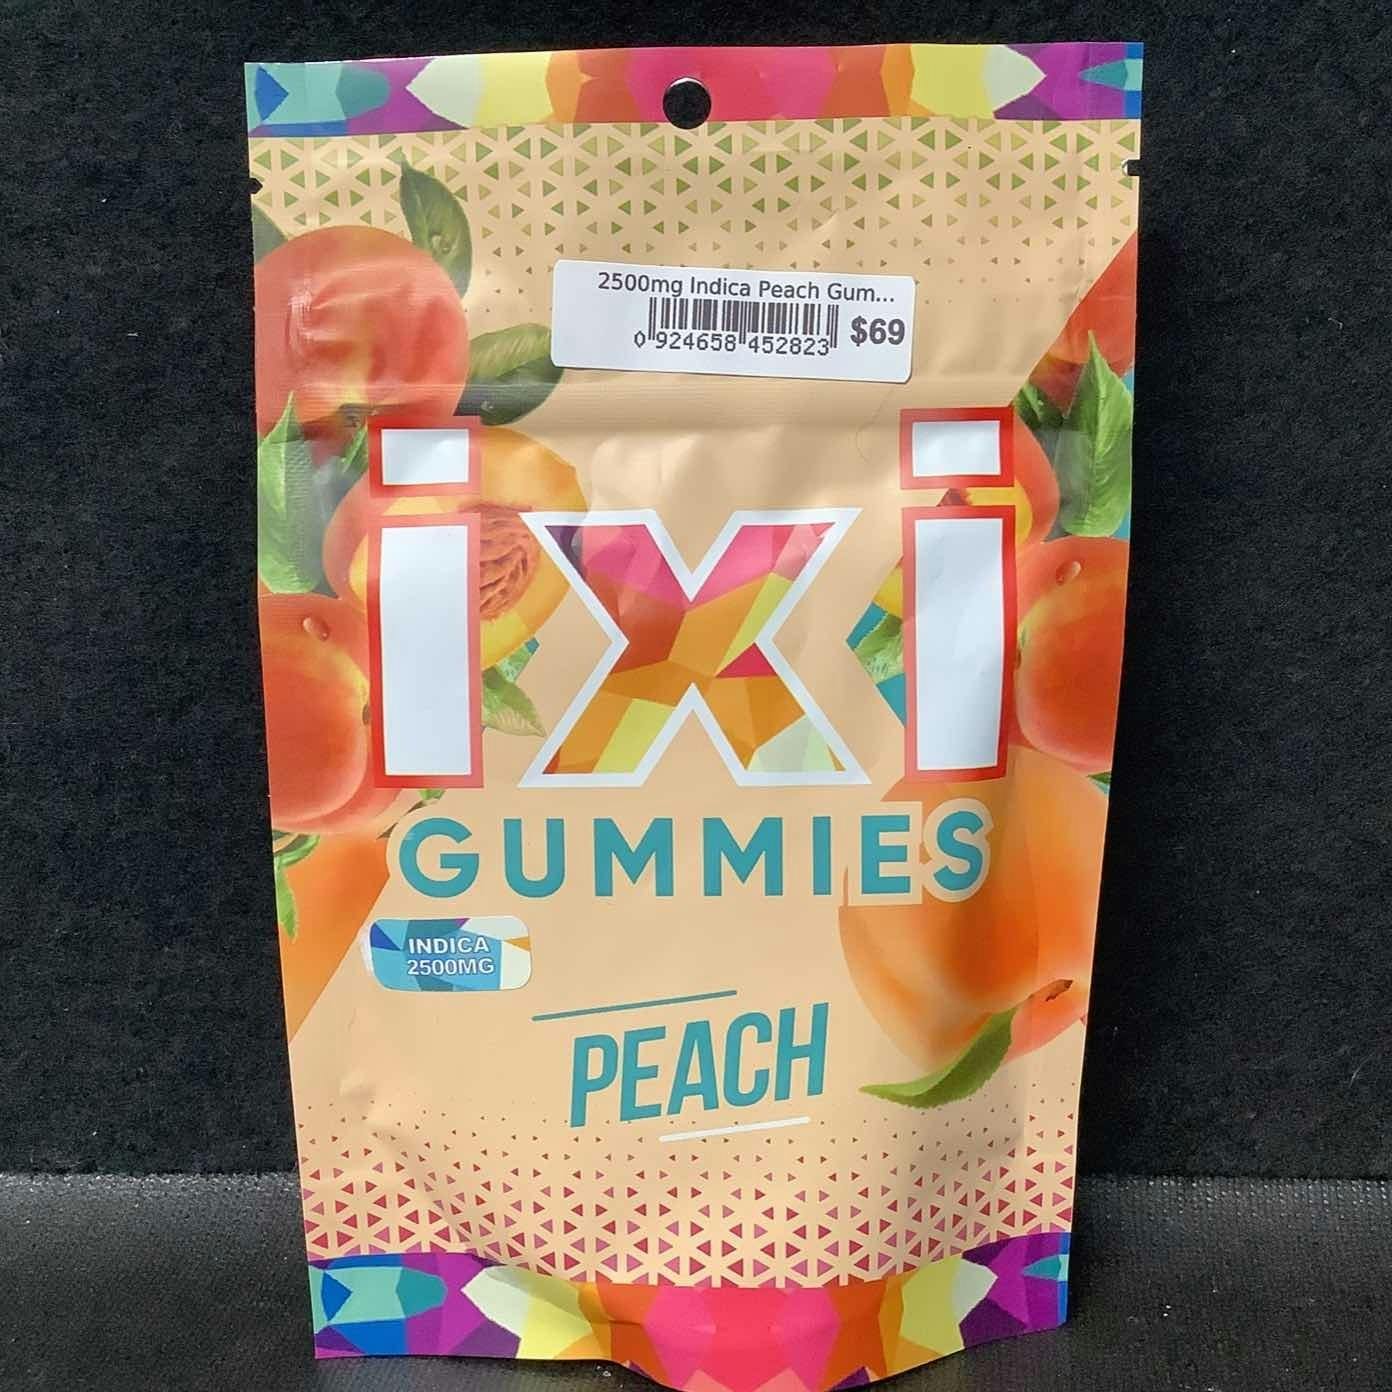 2500mg Indica Peach Gum...
0 924658 452823 $69
ixi
GUMMIES
INDICA
2500MG
PEACH